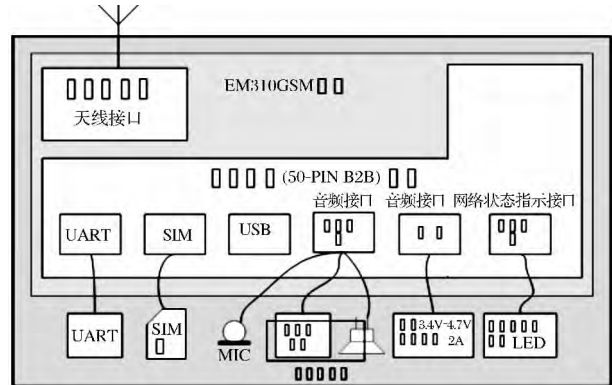 EM310GSM
天线接口
(50-PIN B2B)
音频接口 音频接口 网络状态指示接口
UART SIM USB
UART SIM MIC 3.4V-4.7V
2A LED